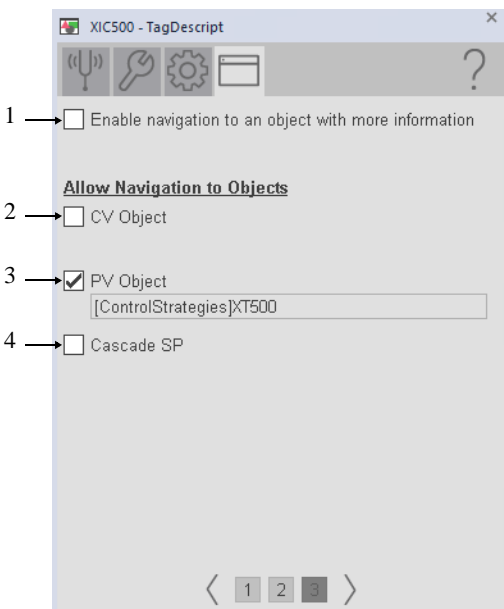 XIC500 - TagDescript ×
?
1 Enable navigation to an object with more information
Allow Navigation to Objects
2 CV Object
3 PV Object
[ControlStrategies]XT500
4 Cascade SP
1 2 3